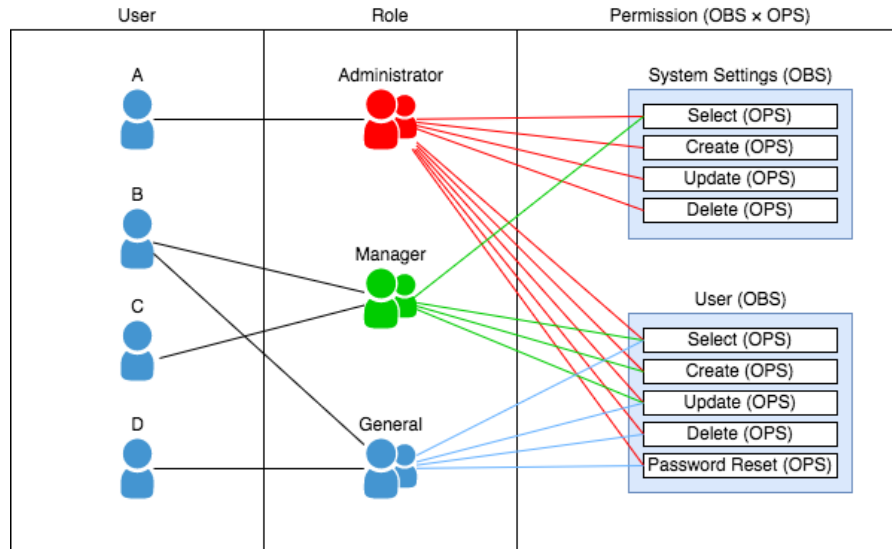 User
Role
Permission (OBS × OPS)
A
Administrator
System Settings (OBS)
Select (OPS)
Create (OPS)
Update (OPS)
Delete (OPS)
B
Manager
C
User (OBS)
Select (OPS)
Create (OPS)
Update (OPS)
Delete (OPS)
Password Reset (OPS)
D
General